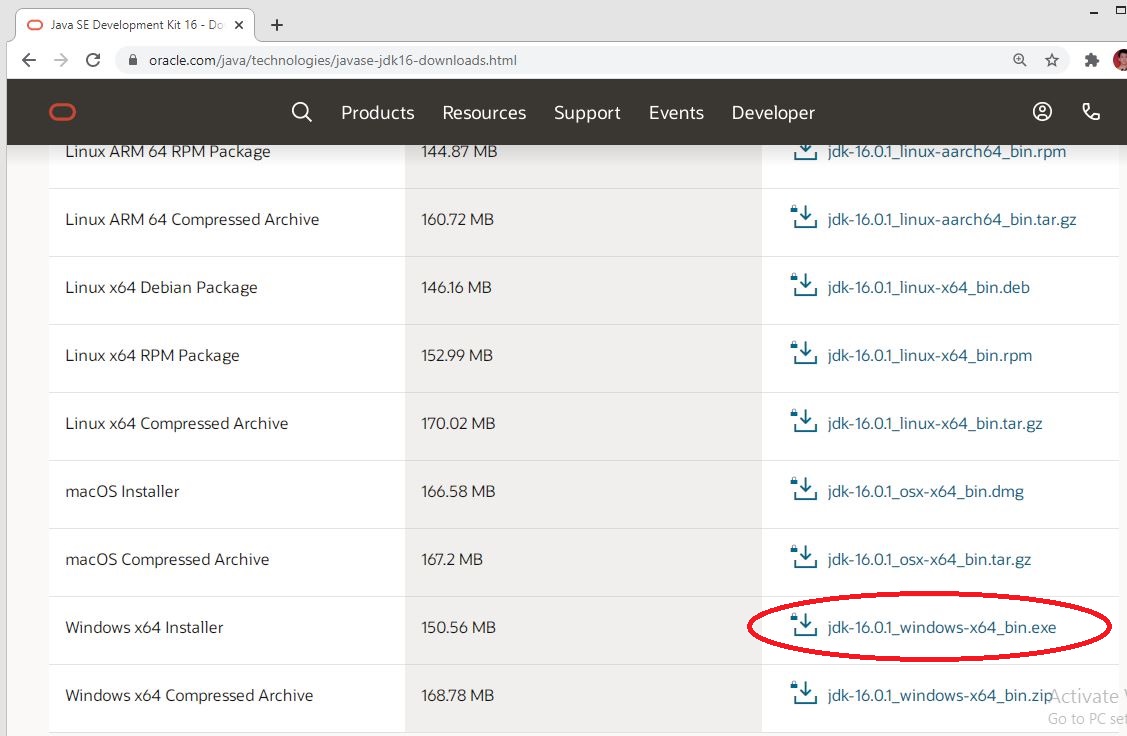 Java SE Development Kit 16 - Do
oracle.com/java/technologies/javase-jdk16-downloads.html
Products Resources Support Events Developer
Linux ARM 64 RPM Package 144.87 MB jdk-16.0.1_linux-aarch64_bin.rpm
Linux ARM 64 Compressed Archive 160.72 MB jdk-16.0.1_linux-aarch64_bin.tar.gz
Linux x64 Debian Package 146.16 MB jdk-16.0.1_linux-x64_bin.deb
Linux x64 RPM Package 152.99 MB jdk-16.0.1_linux-x64_bin.rpm
Linux x64 Compressed Archive 170.02 MB jdk-16.0.1_linux-x64_bin.tar.gz
macOS Installer 166.58 MB jdk-16.0.1_osx-x64_bin.dmg
macOS Compressed Archive 167.2 MB jdk-16.0.1_osx-x64_bin.tar.gz
Windows x64 Installer 150.56 MB jdk-16.0.1_windows-x64_bin.exe
Windows x64 Compressed Archive 168.78 MB jdk-16.0.1_windows-x64_bin.zip
Activate
Go to PC set